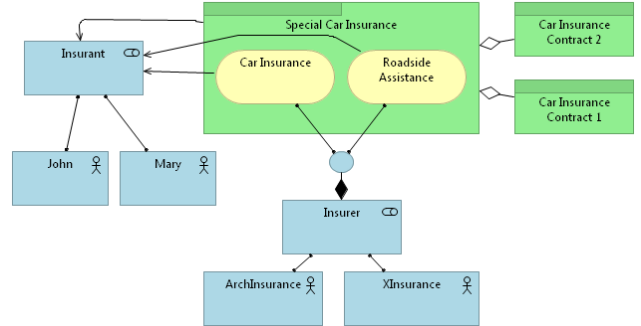 Special Car Insurance
Car Insurance
Contract 2
Insurant
Car Insurance
Roadside
Assistance
Car Insurance
Contract 1
John
Mary
Insurer
ArchInsurance
XInsurance